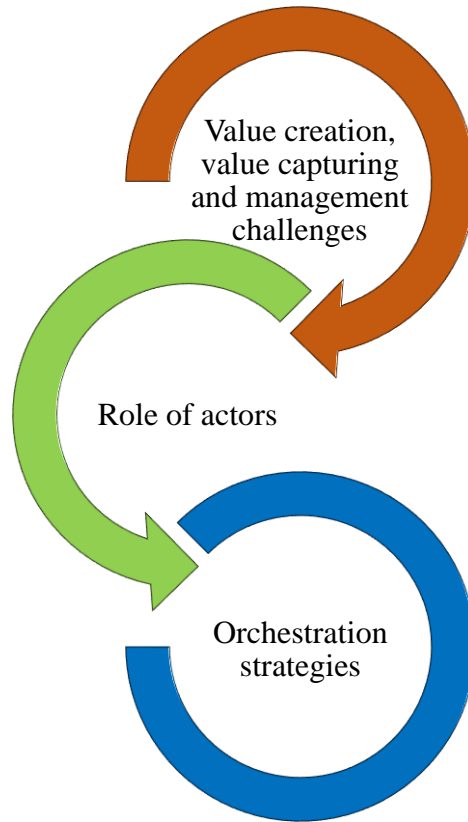 Value creation,
value capturing
and management
challenges
Role of actors
Orchestration
strategies